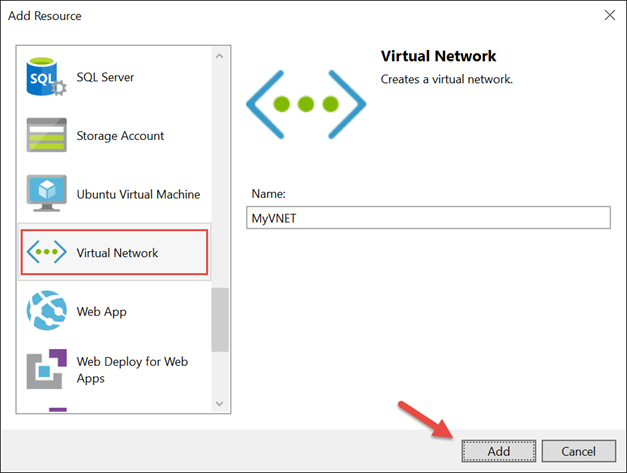 Add Resource
SQL
SQL Server
Storage Account
Ubuntu Virtual Machine
Virtual Network
Web App
Web Deploy for Web
Apps
Virtual Network
Creates a virtual network.
Name:
MyVNET
Add
Cancel